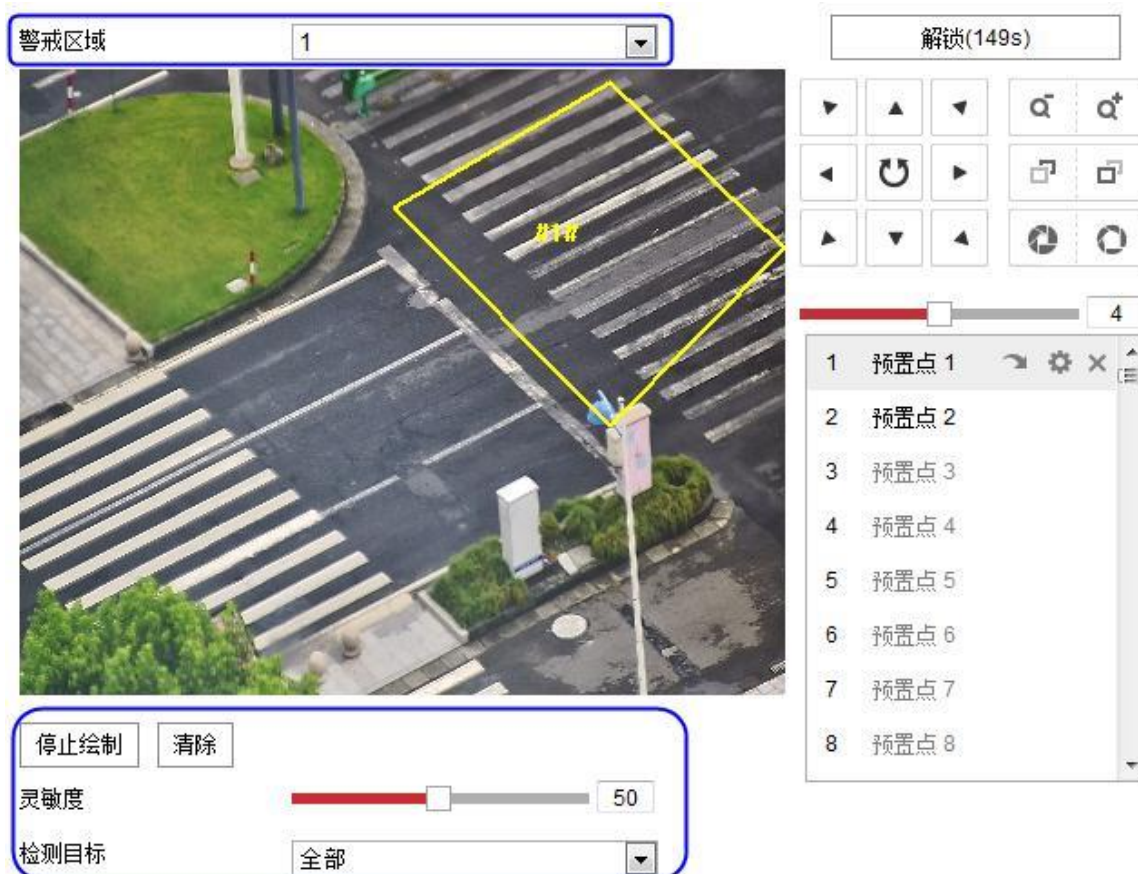 警戒区域 1
解锁(149s)
#1#
4
1 预置点 1
2 预置点 2
3 预置点 3
4 预置点 4
5 预置点 5
6 预置点 6
7 预置点 7
8 预置点 8
停止绘制 清除
灵敏度 50
检测目标 全部